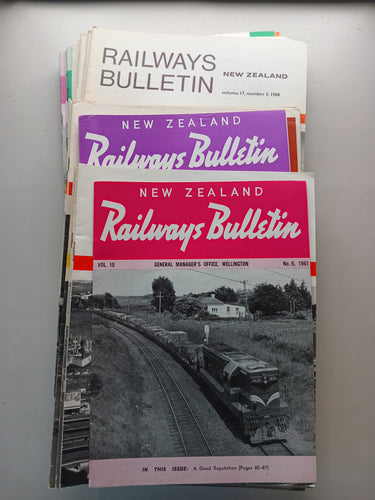 RAILWAYS
BULLETIN NEW ZEALAND
volume 17, number 3, 1968
NEW ZEALAND
Railways Bulletin
NEW ZEALAND
Railways Bulletin
VOL. 10 GENERAL MANAGER'S OFFICE, WELLINGTON No. 6, 1961
IN THIS ISSUE: A Good Reputation (Pages 85-87)